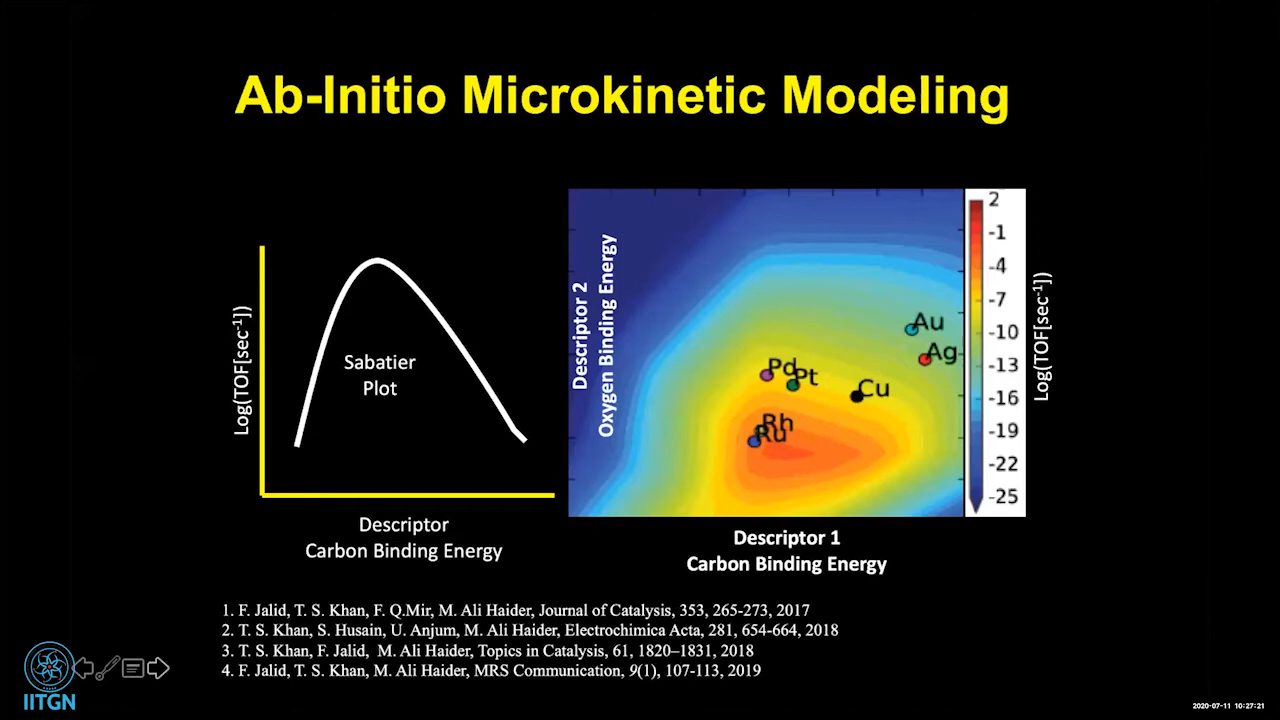 Ab-Initio Microkinetic Modeling
Log(TOF[sec⁻¹])
Sabatier
Plot
Descriptor
Carbon Binding Energy
Descriptor 2
Oxygen Binding Energy
Au
Ag
Pd
Pt
Cu
Rh
Ru
2
-1
-4
-7
-10
-13
-16
-19
-22
-25
Log(TOF[sec⁻¹])
Descriptor 1
Carbon Binding Energy
1. F. Jalid, T. S. Khan, F. Q.Mir, M. Ali Haider, Journal of Catalysis, 353, 265-273, 2017
2. T. S. Khan, S. Husain, U. Anjum, M. Ali Haider, Electrochimica Acta, 281, 654-664, 2018
3. T. S. Khan, F. Jalid, M. Ali Haider, Topics in Catalysis, 61, 1820–1831, 2018
4. F. Jalid, T. S. Khan, M. Ali Haider, MRS Communication, 9(1), 107-113, 2019
IITGN
2020-07-11 10:27:21